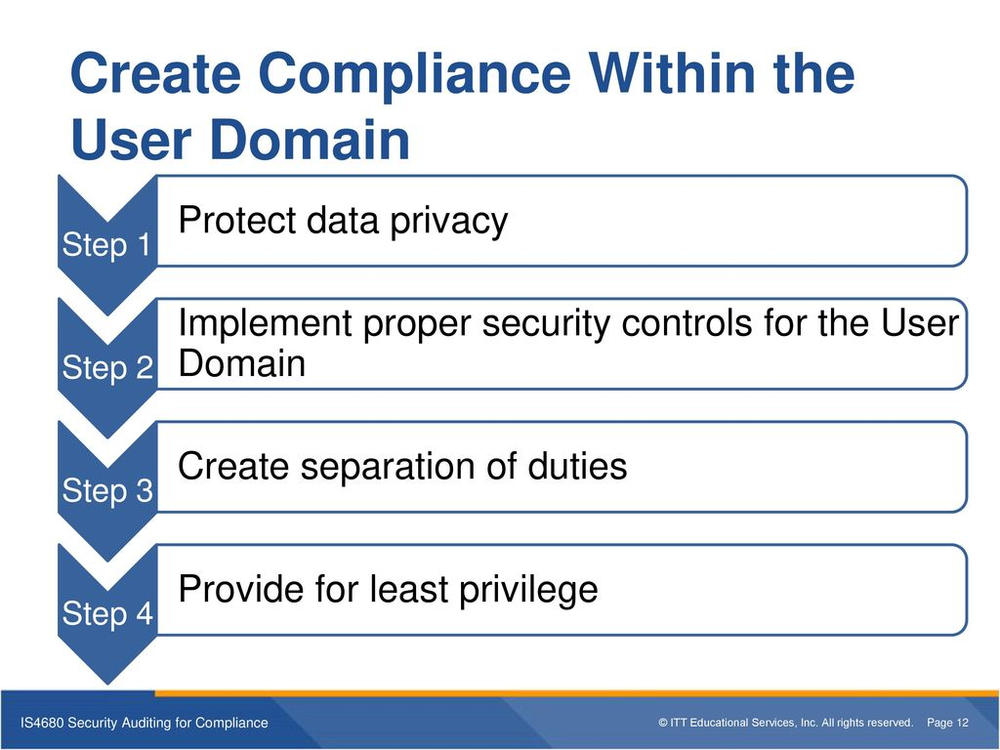 Create Compliance Within the
User Domain
Step 1
Protect data privacy
Step 2
Implement proper security controls for the User
Domain
Step 3
Create separation of duties
Step 4
Provide for least privilege
IS4680 Security Auditing for Compliance
© ITT Educational Services, Inc. All rights reserved. Page 12